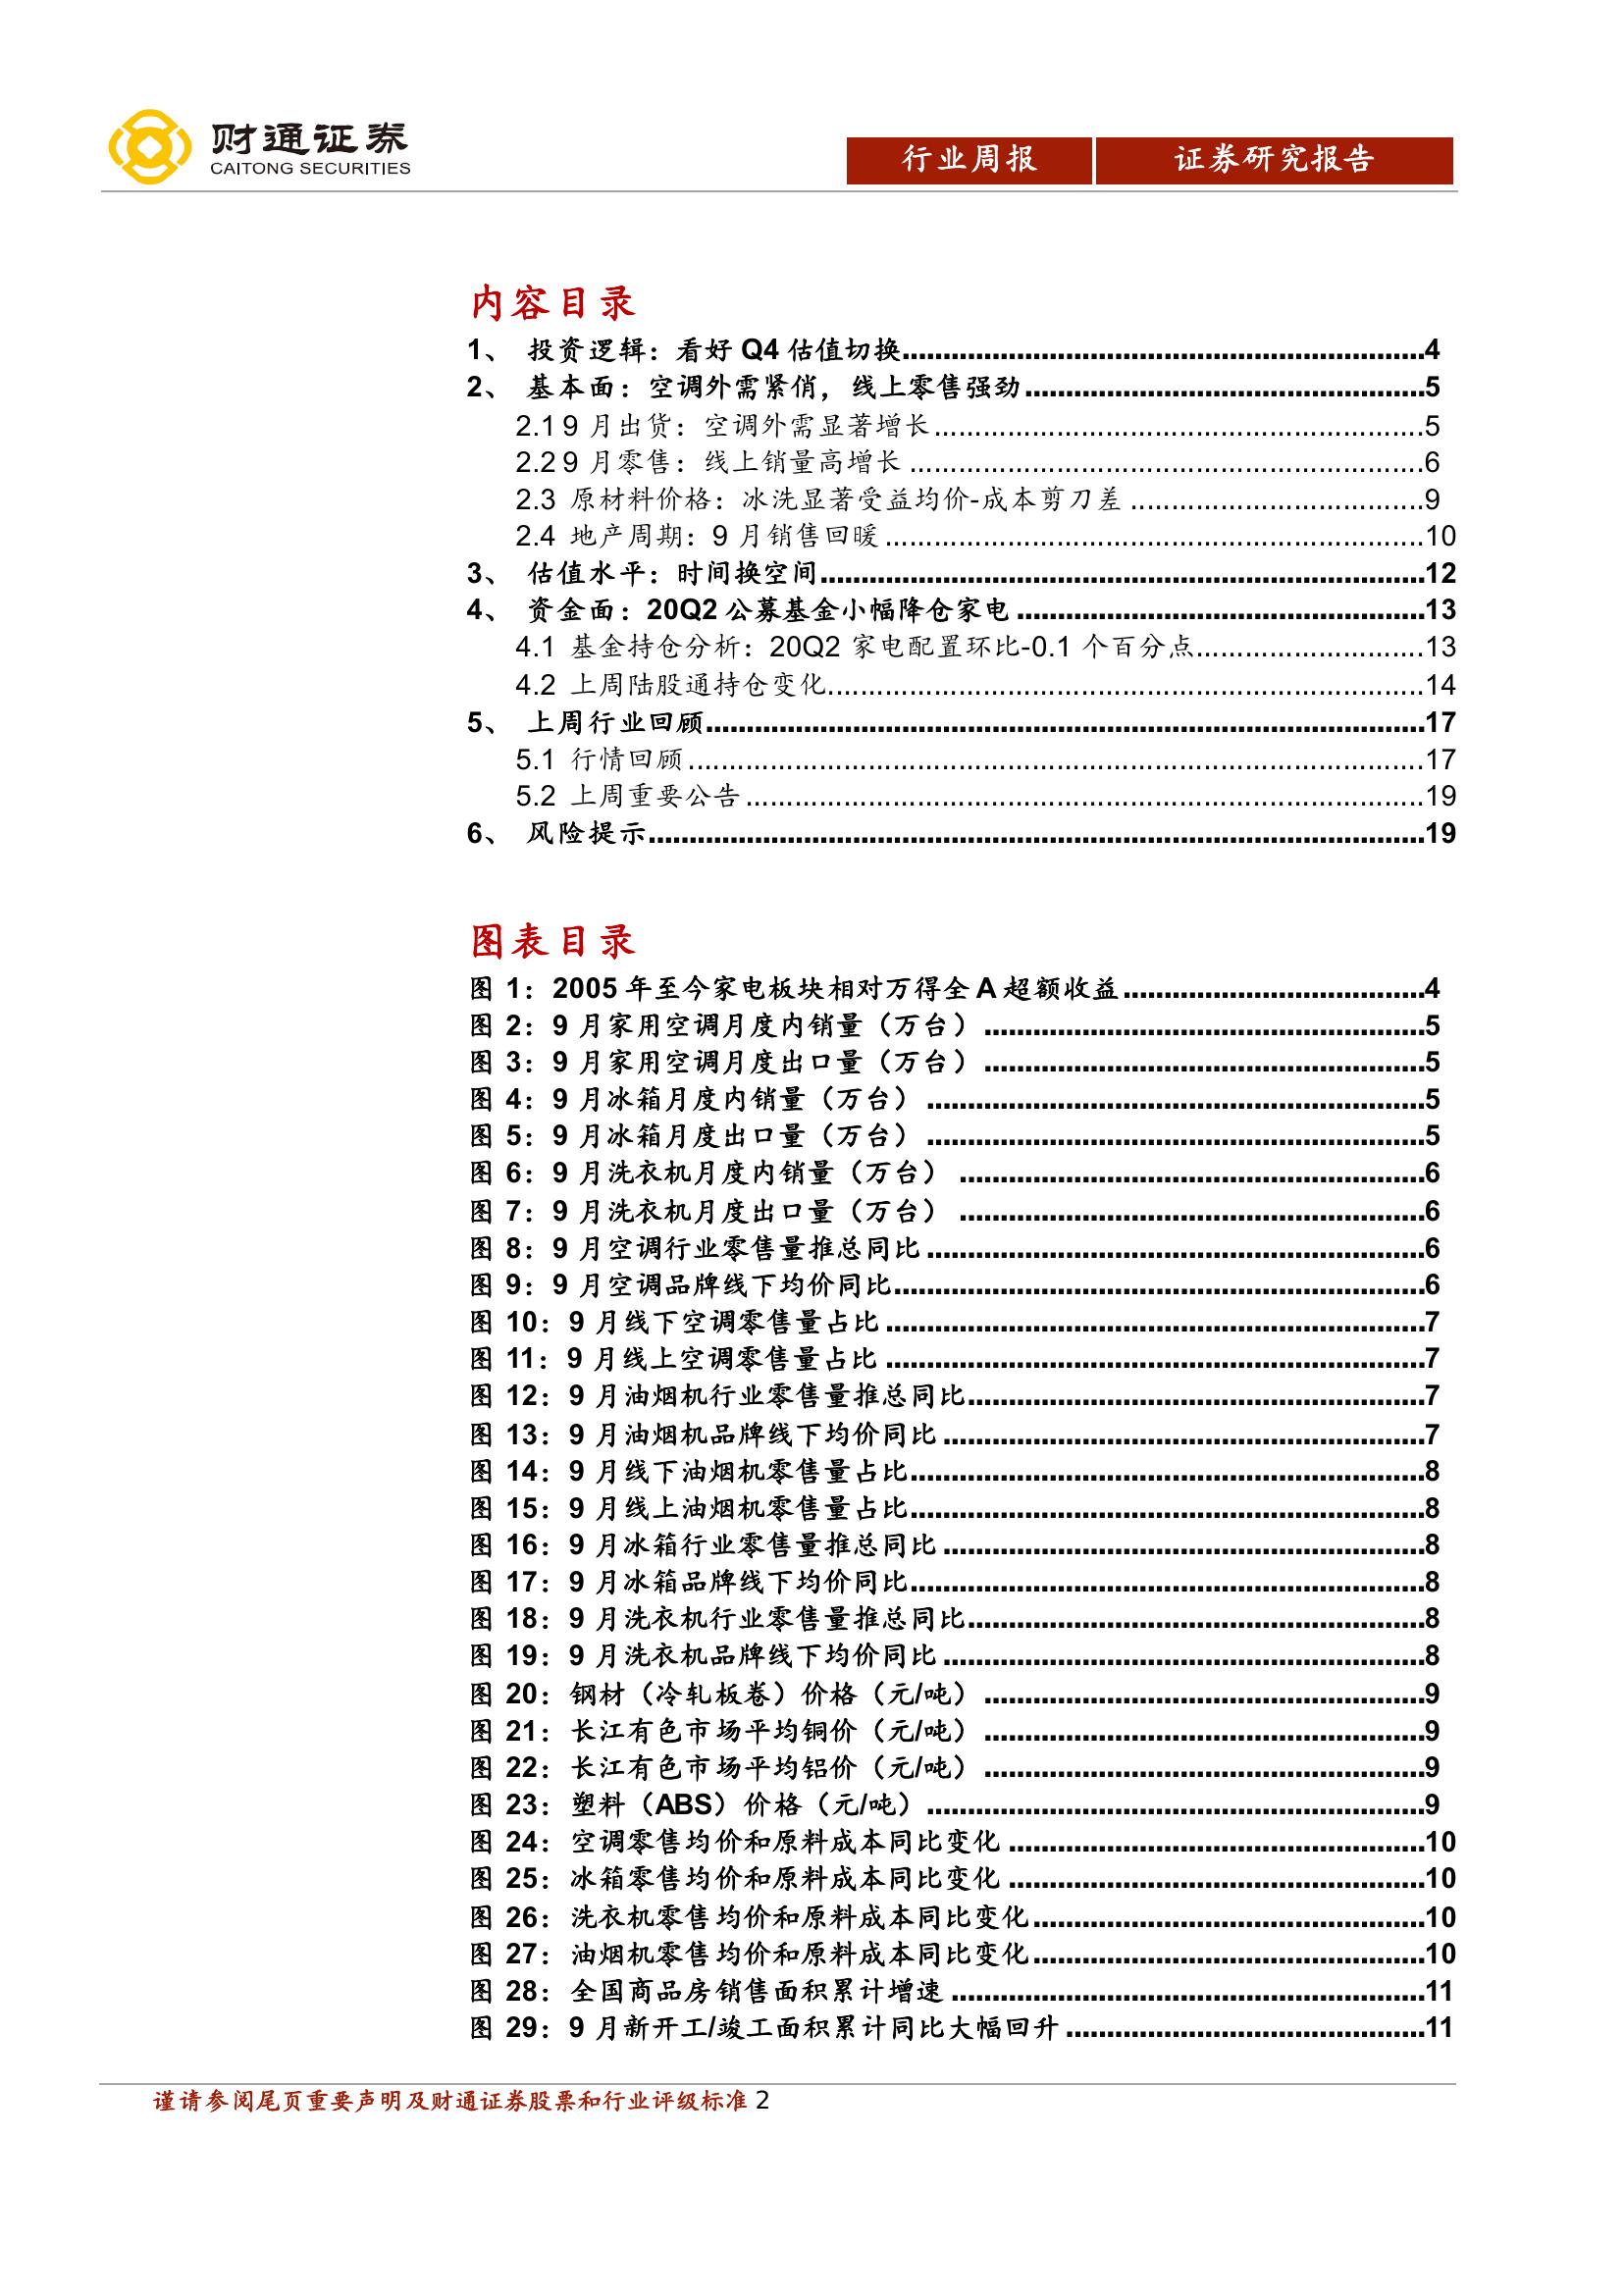 财通证券
CAITONG SECURITIES
行业周报 证券研究报告
内容目录
1、 投资逻辑：看好 Q4 估值切换....................4
2、 基本面：空调外需紧俏，线上零售强劲....................5
2.1 9 月出货：空调外需显著增长....................5
2.2 9 月零售：线上销量高增长....................6
2.3 原材料价格：冰洗显著受益均价-成本剪刀差....................9
2.4 地产周期：9 月销售回暖....................10
3、 估值水平：时间换空间....................12
4、 资金面：20Q2 公募基金小幅降仓家电....................13
4.1 基金持仓分析：20Q2 家电配置环比-0.1 个百分点....................13
4.2 上周陆股通持仓变化....................14
5、 上周行业回顾....................17
5.1 行情回顾....................17
5.2 上周重要公告....................19
6、 风险提示....................19
图表目录
图 1：2005 年至今家电板块相对万得全 A 超额收益....................4
图 2：9 月家用空调月度内销量（万台）....................5
图 3：9 月家用空调月度出口量（万台）....................5
图 4：9 月冰箱月度内销量（万台）....................5
图 5：9 月冰箱月度出口量（万台）....................5
图 6：9 月洗衣机月度内销量（万台）....................6
图 7：9 月洗衣机月度出口量（万台）....................6
图 8：9 月空调行业零售量推总同比....................6
图 9：9 月空调品牌线下均价同比....................6
图 10：9 月线下空调零售量占比....................7
图 11：9 月线上空调零售量占比....................7
图 12：9 月油烟机行业零售量推总同比....................7
图 13：9 月油烟机品牌线下均价同比....................7
图 14：9 月线下油烟机零售量占比....................8
图 15：9 月线上油烟机零售量占比....................8
图 16：9 月冰箱行业零售量推总同比....................8
图 17：9 月冰箱品牌线下均价同比....................8
图 18：9 月洗衣机行业零售量推总同比....................8
图 19：9 月洗衣机品牌线下均价同比....................8
图 20：钢材（冷轧板卷）价格（元/吨）....................9
图 21：长江有色市场平均铜价（元/吨）....................9
图 22：长江有色市场平均铝价（元/吨）....................9
图 23：塑料（ABS）价格（元/吨）....................9
图 24：空调零售均价和原料成本同比变化....................10
图 25：冰箱零售均价和原料成本同比变化....................10
图 26：洗衣机零售均价和原料成本同比变化....................10
图 27：油烟机零售均价和原料成本同比变化....................10
图 28：全国商品房销售面积累计增速....................11
图 29：9 月新开工/竣工面积累计同比大幅回升....................11
谨请参阅尾页重要声明及财通证券股票和行业评级标准 2